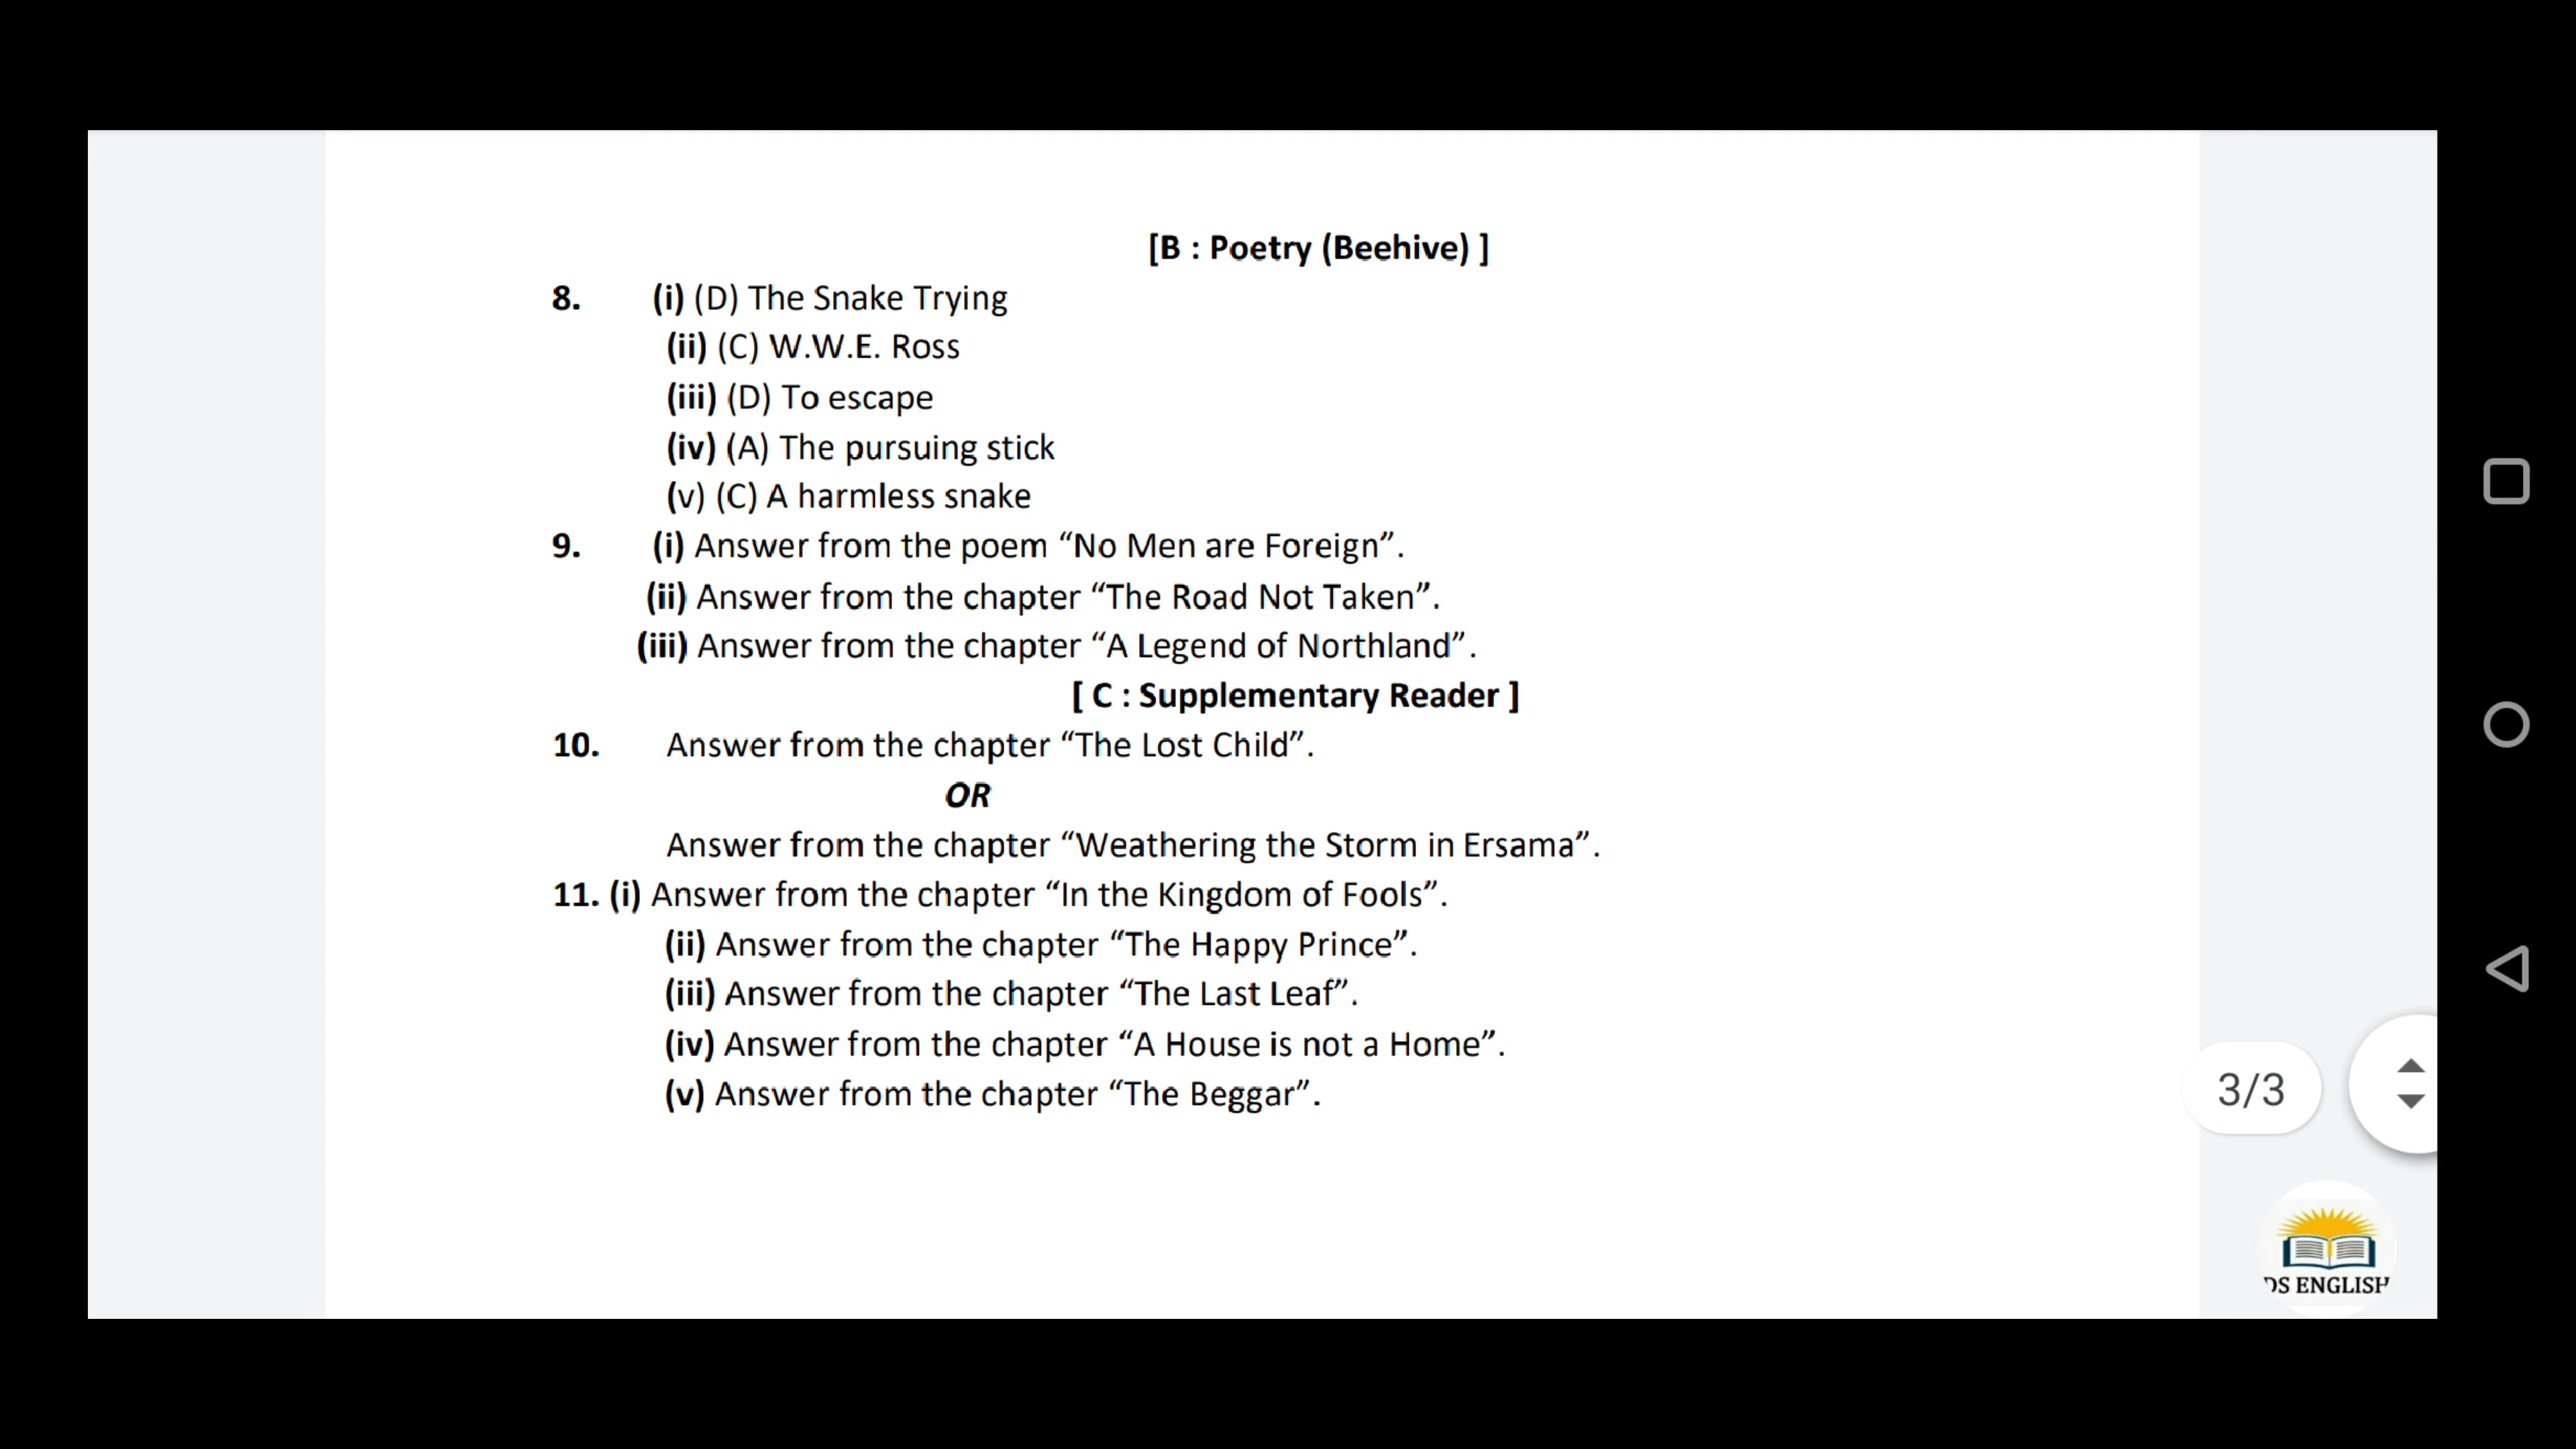 [B : Poetry (Beehive) ]
8. (i) (D) The Snake Trying
(ii) (C) W.W.E. Ross
(iii) (D) To escape
(iv) (A) The pursuing stick
(v) (C) A harmless snake
9. (i) Answer from the poem “No Men are Foreign”.
(ii) Answer from the chapter “The Road Not Taken”.
(iii) Answer from the chapter “A Legend of Northland”.
[ C : Supplementary Reader ]
10. Answer from the chapter “The Lost Child”.
OR
Answer from the chapter “Weathering the Storm in Ersama”.
11. (i) Answer from the chapter “In the Kingdom of Fools”.
(ii) Answer from the chapter “The Happy Prince”.
(iii) Answer from the chapter “The Last Leaf”.
(iv) Answer from the chapter “A House is not a Home”.
(v) Answer from the chapter “The Beggar”.
3/3
DS ENGLISH